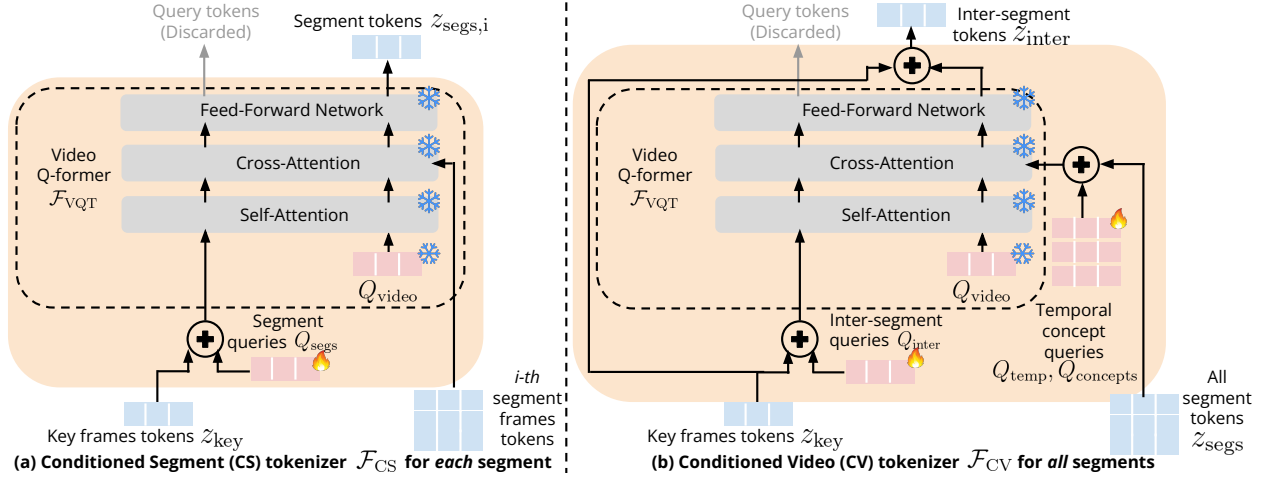 Query tokens
(Discarded)
Segment tokens z_segs,i
Feed-Forward Network
Video
Q-former
F_VQT
Cross-Attention
Self-Attention
Q_video
Segment
queries Q_segs
i-th
segment
frames
tokens
Key frames tokens z_key
(a) Conditioned Segment (CS) tokenizer F_CS for each segment
Query tokens
(Discarded)
Inter-segment
tokens z_inter
Feed-Forward Network
Video
Q-former
F_VQT
Cross-Attention
Self-Attention
Q_video
Inter-segment
queries Q_inter
Temporal
concept
queries
Q_temp, Q_concepts
All
segment
tokens
z_segs
Key frames tokens z_key
(b) Conditioned Video (CV) tokenizer F_CV for all segments